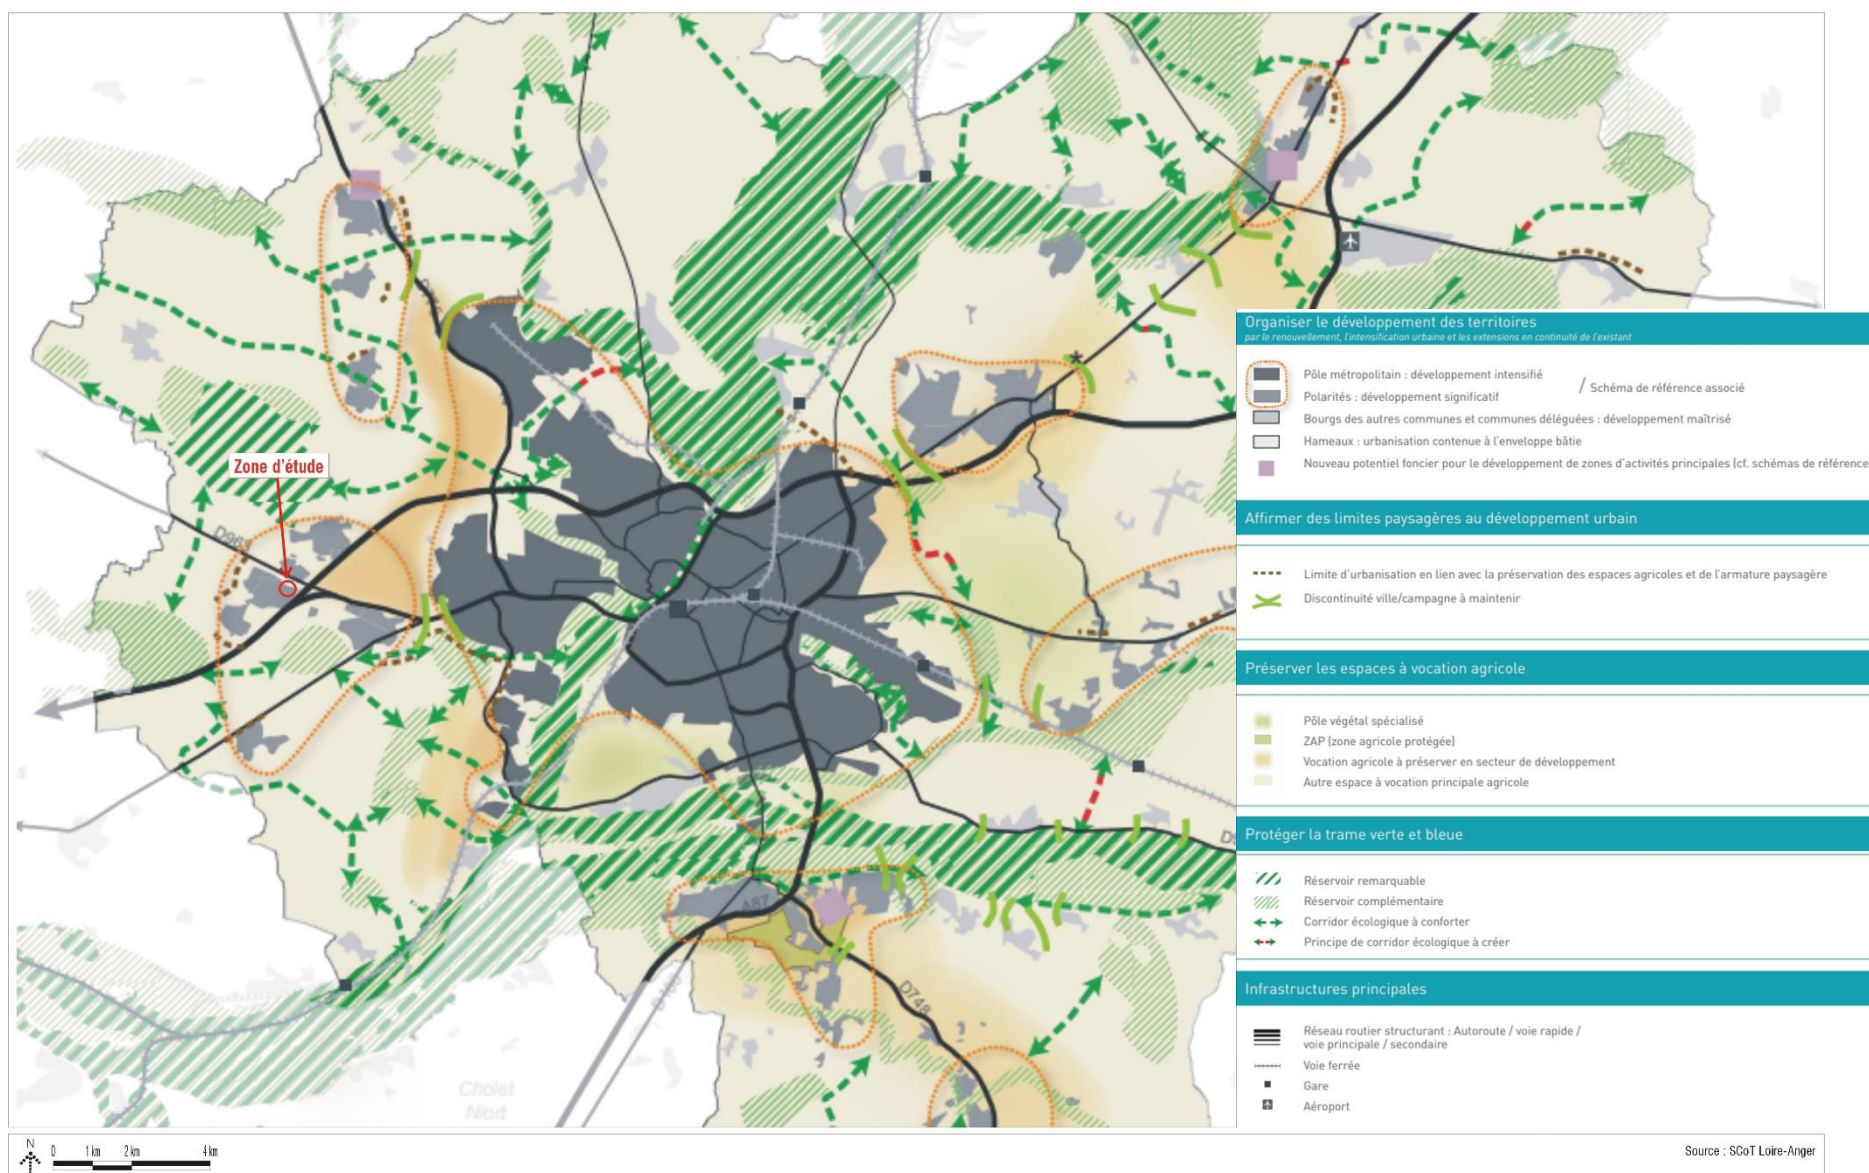 Zone d'étude
A87
D748
Cholet
Niort
Organiser le développement des territoires
par le renouvellement, l'intensification urbaine et les extensions en continuité de l'existant
Pôle métropolitain : développement intensifié
/ Schéma de référence associé
Polarités : développement significatif
Bourgs des autres communes et communes déléguées : développement maîtrisé
Hameaux : urbanisation contenue à l'enveloppe bâtie
Nouveau potentiel foncier pour le développement de zones d'activités principales (cf. schémas de référence
Affirmer des limites paysagères au développement urbain
Limite d'urbanisation en lien avec la préservation des espaces agricoles et de l'armature paysagère
Discontinuité ville/campagne à maintenir
Préserver les espaces à vocation agricole
Pôle végétal spécialisé
ZAP (zone agricole protégée)
Vocation agricole à préserver en secteur de développement
Autre espace à vocation principale agricole
Protéger la trame verte et bleue
Réservoir remarquable
Réservoir complémentaire
Corridor écologique à conforter
Principe de corridor écologique à créer
Infrastructures principales
Réseau routier structurant : Autoroute / voie rapide /
voie principale / secondaire
Voie ferrée
Gare
Aéroport
N
0 1 km 2 km 4 km
Source : SCoT Loire-Anger